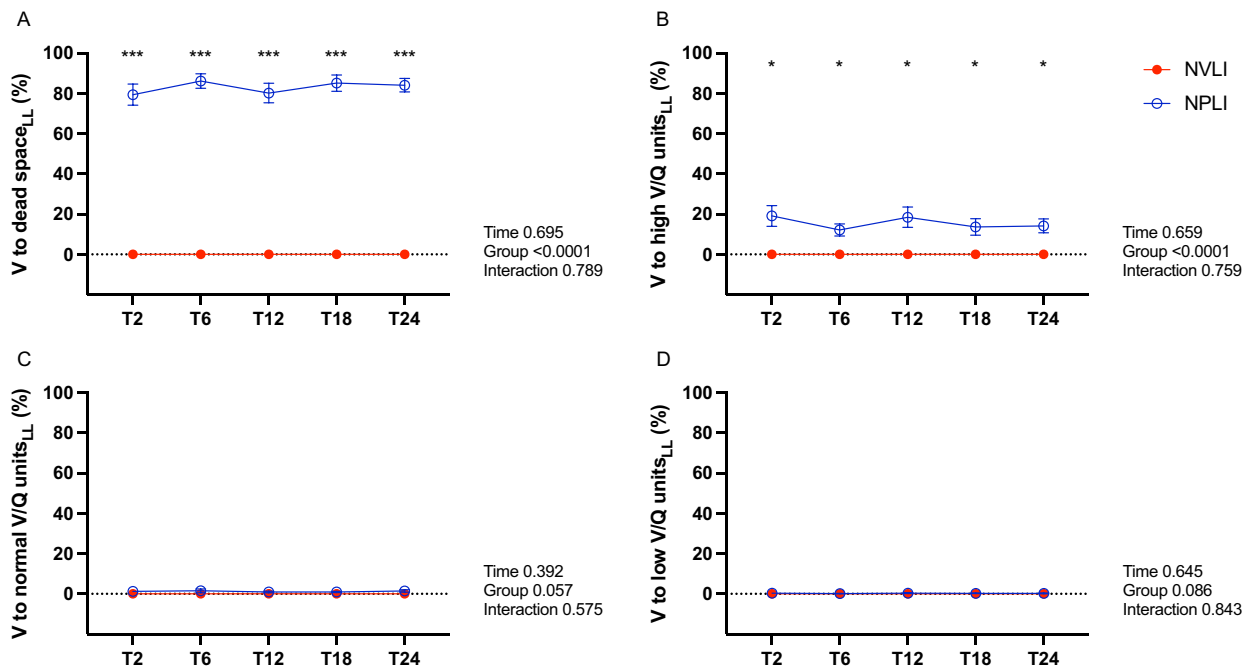 A
V to dead spaceLL (%)
100
80
60
40
20
0
*** *** *** *** ***
Time 0.695
Group <0.0001
Interaction 0.789
T2 T6 T12 T18 T24
B
V to high V/Q unitsLL (%)
100
80
60
40
20
0
* * * * *
Time 0.659
Group <0.0001
Interaction 0.759
T2 T6 T12 T18 T24
NVLI
NPLI
C
V to normal V/Q unitsLL (%)
100
80
60
40
20
0
Time 0.392
Group 0.057
Interaction 0.575
T2 T6 T12 T18 T24
D
V to low V/Q unitsLL (%)
100
80
60
40
20
0
Time 0.645
Group 0.086
Interaction 0.843
T2 T6 T12 T18 T24